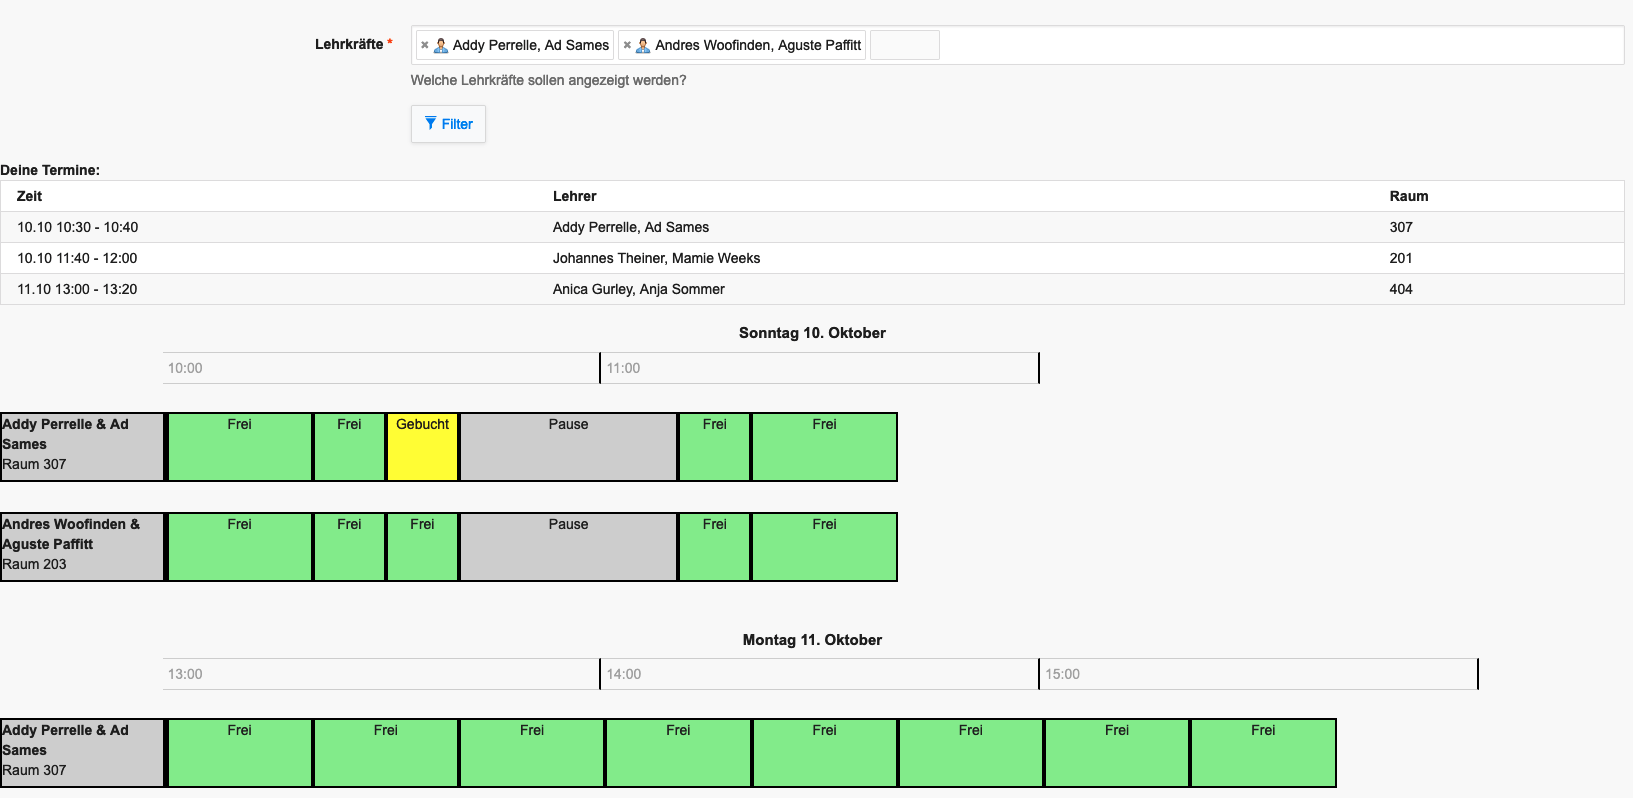 Lehrkräfte *
× Addy Perrelle, Ad Sames × Andres Woofinden, Aguste Paffitt
Welche Lehrkräfte sollen angezeigt werden?
Filter
Deine Termine:
Zeit Lehrer Raum
10.10 10:30 - 10:40 Addy Perrelle, Ad Sames 307
10.10 11:40 - 12:00 Johannes Theiner, Mamie Weeks 201
11.10 13:00 - 13:20 Anica Gurley, Anja Sommer 404
Sonntag 10. Oktober
10:00 11:00
Addy Perrelle & Ad
Sames
Raum 307
Frei Frei Gebucht Pause Frei Frei
Andres Woofinden &
Aguste Paffitt
Raum 203
Frei Frei Frei Pause Frei Frei
Montag 11. Oktober
13:00 14:00 15:00
Addy Perrelle & Ad
Sames
Raum 307
Frei Frei Frei Frei Frei Frei Frei Frei